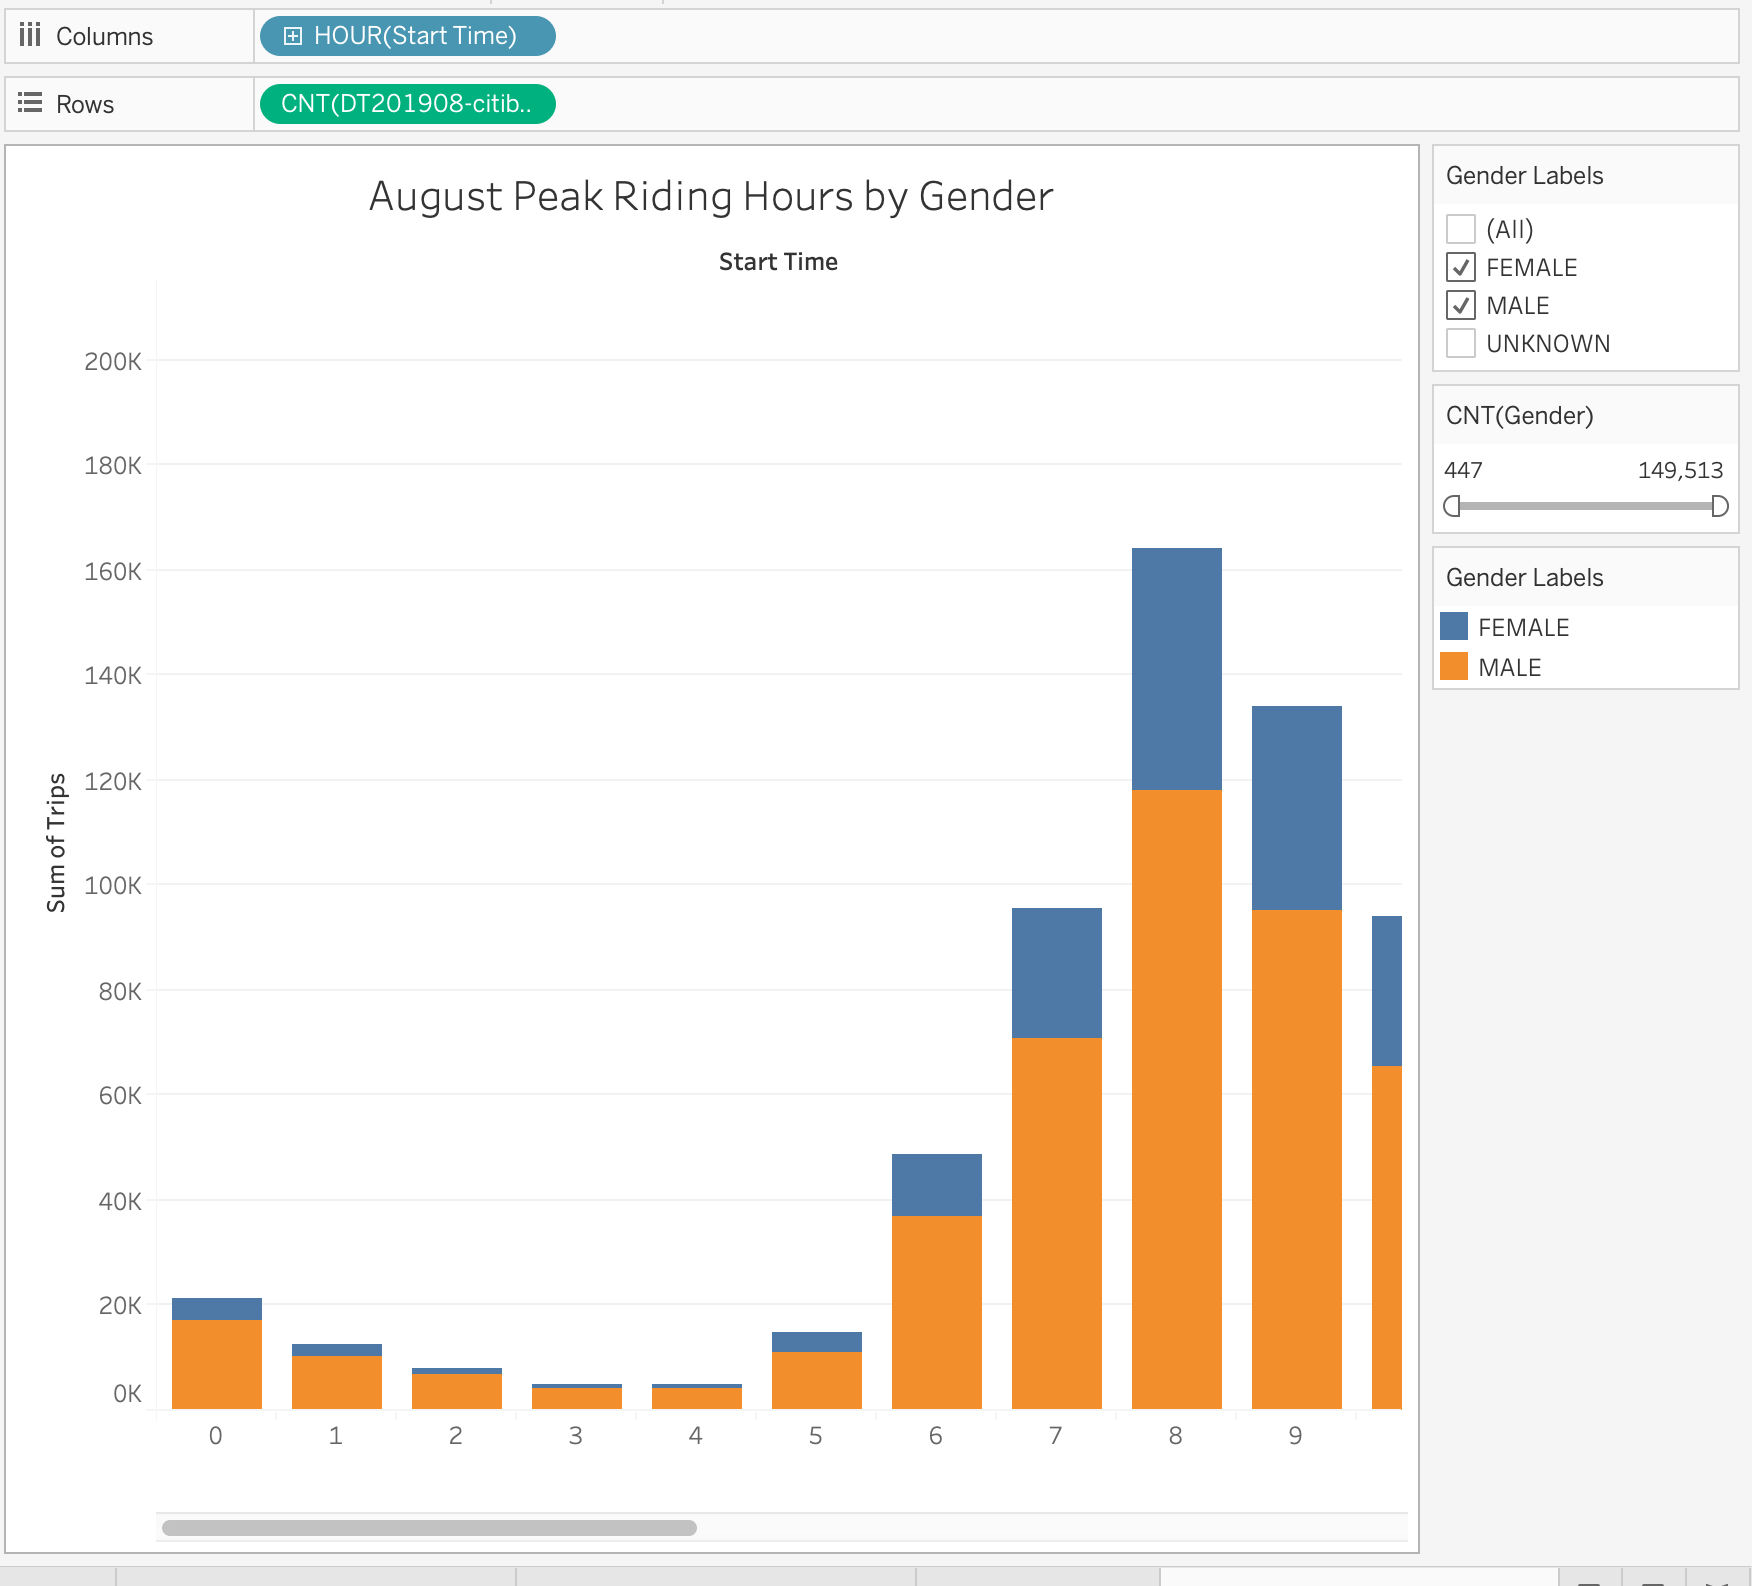 Columns
HOUR(Start Time)
Rows
CNT(DT201908-citib..
August Peak Riding Hours by Gender
Start Time
Sum of Trips
200K
180K
160K
140K
120K
100K
80K
60K
40K
20K
0K
0 1 2 3 4 5 6 7 8 9
Gender Labels
(All)
FEMALE
MALE
UNKNOWN
CNT(Gender)
447 149,513
Gender Labels
FEMALE
MALE